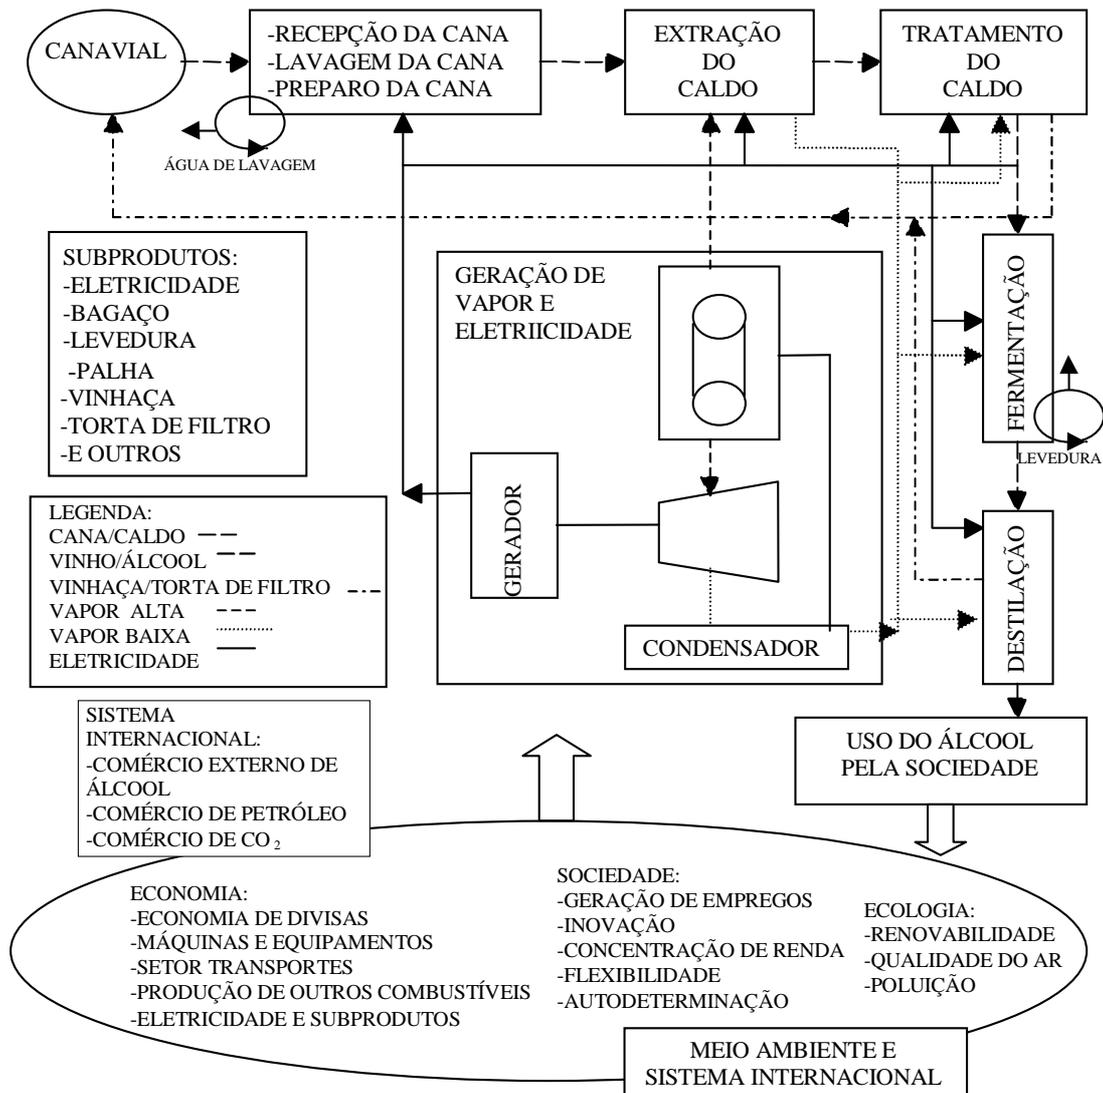 CANAVIAL
-RECEPÇÃO DA CANA
-LAVAGEM DA CANA
-PREPARO DA CANA
EXTRAÇÃO
DO
CALDO
TRATAMENTO
DO
CALDO
ÁGUA DE LAVAGEM
SUBPRODUTOS:
-ELETRICIDADE
-BAGAÇO
-LEVEDURA
-PALHA
-VINHAÇA
-TORTA DE FILTRO
-E OUTROS
GERAÇÃO DE
VAPOR E
ELETRIICIDADE
FERMENTAÇÃO
LEVEDURA
GERADOR
CONDENSADOR
DESTILAÇÃO
LEGENDA:
CANA/CALDO
VINHO/ÁLCOOL
VINHAÇA/TORTA DE FILTRO
VAPOR ALTA
VAPOR BAIXA
ELETRICIDADE
SISTEMA
INTERNACIONAL:
-COMÉRCIO EXTERNO DE
ÁLCOOL
-COMÉRCIO DE PETRÓLEO
-COMÉRCIO DE CO₂
USO DO ÁLCOOL
PELA SOCIEDADE
ECONOMIA:
-ECONOMIA DE DIVISAS
-MÁQUINAS E EQUIPAMENTOS
-SETOR TRANSPORTES
-PRODUÇÃO DE OUTROS COMBUSTÍVEIS
-ELETRICIDADE E SUBPRODUTOS
SOCIEDADE:
-GERAÇÃO DE EMPREGOS
-INOVAÇÃO
-CONCENTRAÇÃO DE RENDA
-FLEXIBILIDADE
-AUTODETERMINAÇÃO
ECOLOGIA:
-RENOVABILIDADE
-QUALIDADE DO AR
-POLUIÇÃO
MEIO AMBIENTE E
SISTEMA INTERNACIONAL